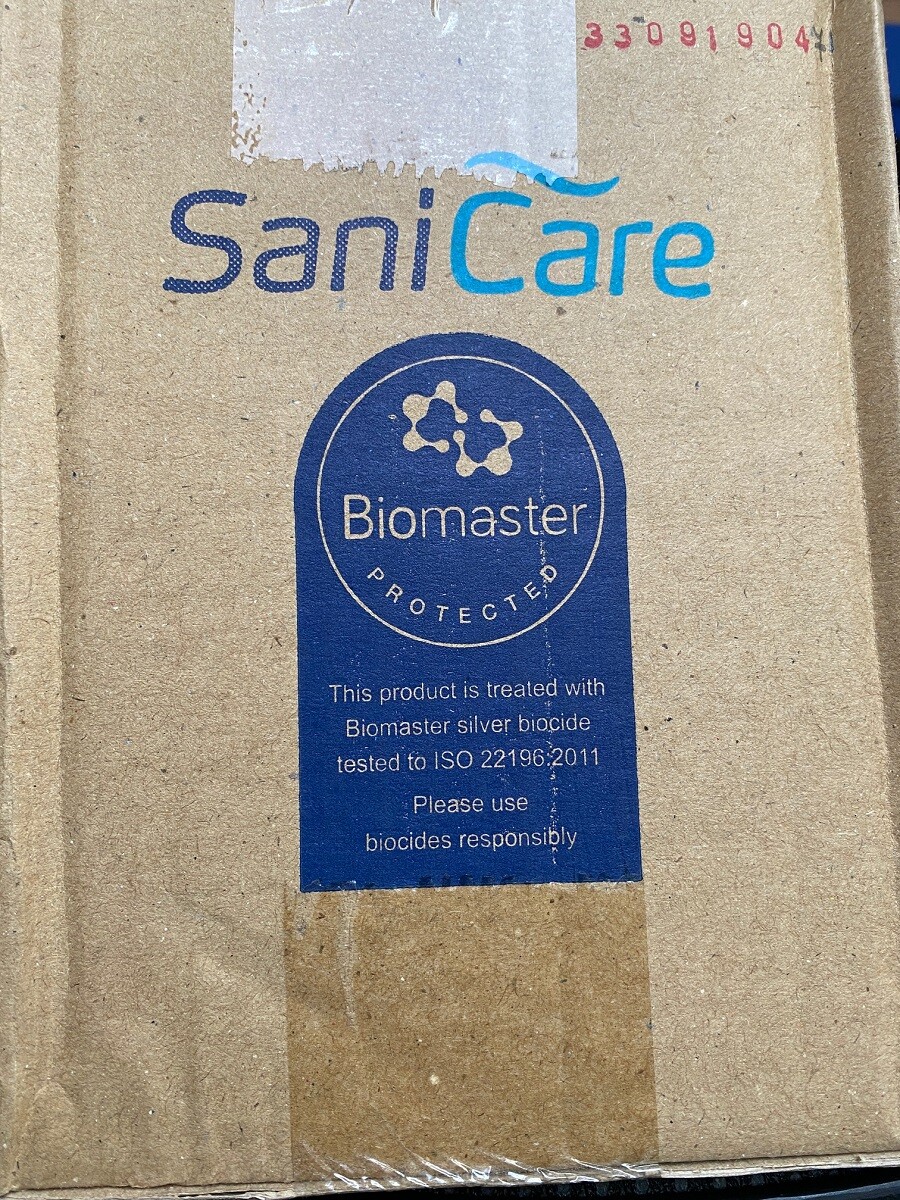 33091904
SaniCare
Biomaster
PROTECTED
This product is treated with
Biomaster silver biocide
tested to ISO 22196:2011
Please use
biocides responsibly